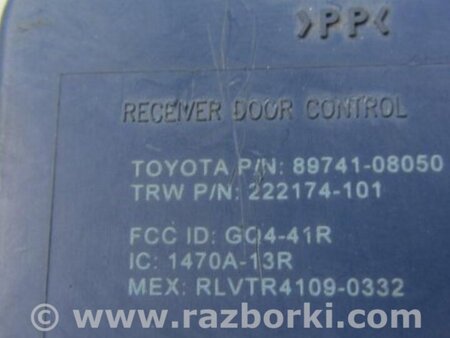 >PP<
RECEIVER DOOR CONTROL
TOYOTA P/N: 89741-08050
TRW P/N: 222174-101
FCC ID: GQ4-41R
IC: 1470A-13R
MEX: RLVTR4109-0332
© www.razborki.com